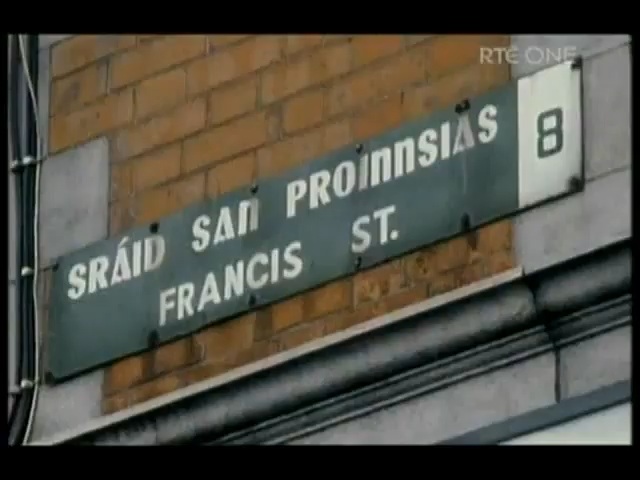 RTÉ ONE
SRÁID SAN PROINNSIAS 8
FRANCIS ST.